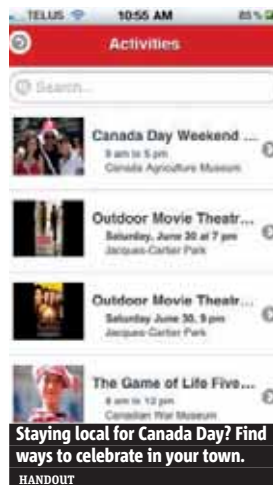 TELUS 10:55 AM 85%
Activities
Search...
Canada Day Weekend ...
9 am to 5 pm
Canada Agriculture Museum
Outdoor Movie Theatr...
Saturday, June 30 at 7 pm
Jacques-Cartier Park
Outdoor Movie Theatr...
Saturday June 30, 9 pm
Jacques-Cartier Park
The Game of Life Five...
9 am to 12 pm
Canadian War Museum
Staying local for Canada Day? Find
ways to celebrate in your town.
HANDOUT